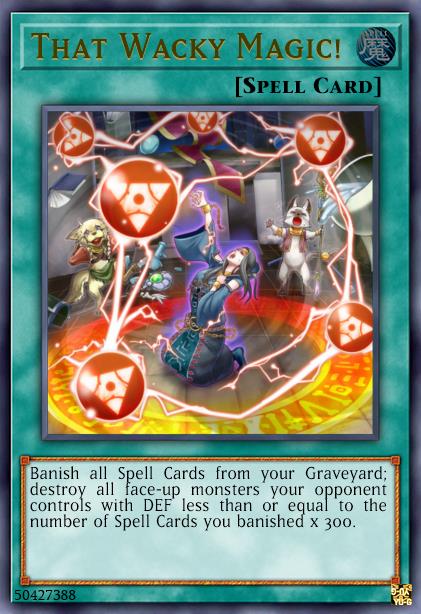 That Wacky Magic!
[Spell Card]
Banish all Spell Cards from your Graveyard;
destroy all face-up monsters your opponent
controls with DEF less than or equal to the
number of Spell Cards you banished x 300.
50427388